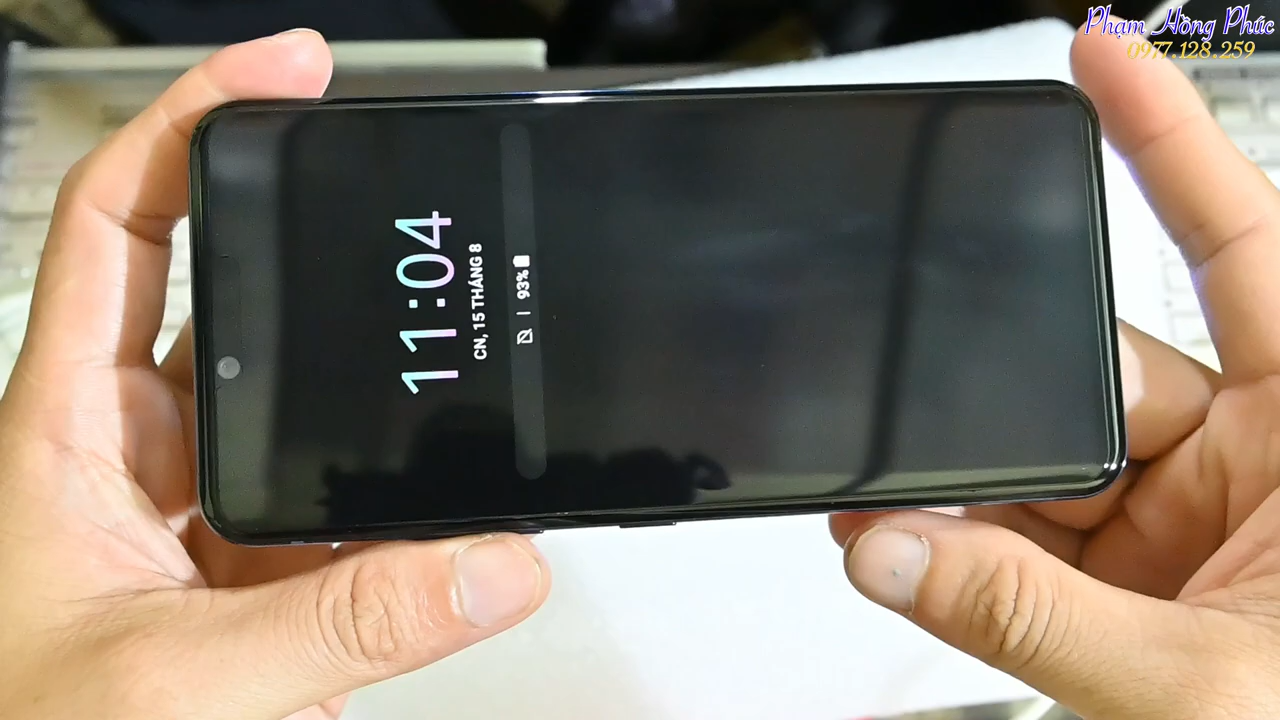 Phạm Hồng Phúc
0977.128.259
11:04
CN, 15 THÁNG 8
93%